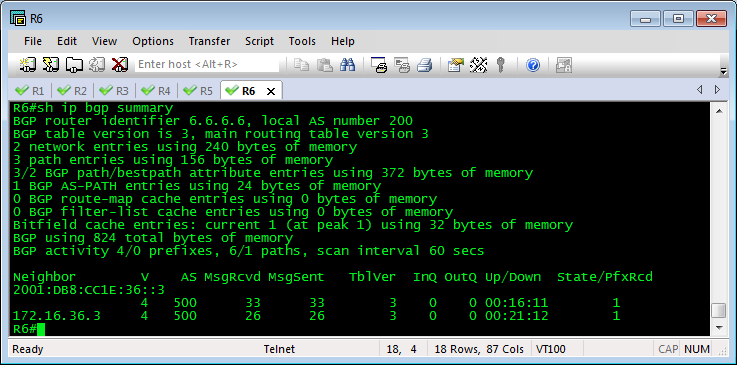 R6
File Edit View Options Transfer Script Tools Help
Enter host <Alt+R>
R1 R2 R3 R4 R5 R6
R6#sh ip bgp summary
BGP router identifier 6.6.6.6, local AS number 200
BGP table version is 3, main routing table version 3
2 network entries using 240 bytes of memory
3 path entries using 156 bytes of memory
3/2 BGP path/bestpath attribute entries using 372 bytes of memory
1 BGP AS-PATH entries using 24 bytes of memory
0 BGP route-map cache entries using 0 bytes of memory
0 BGP filter-list cache entries using 0 bytes of memory
Bitfield cache entries: current 1 (at peak 1) using 32 bytes of memory
BGP using 824 total bytes of memory
BGP activity 4/0 prefixes, 6/1 paths, scan interval 60 secs
Neighbor V AS MsgRcvd MsgSent TblVer InQ OutQ Up/Down State/PfxRcd
2001:DB8:CC1E:36::3
4 500 33 33 3 0 0 00:16:11 1
172.16.36.3 4 500 26 26 3 0 0 00:21:12 1
R6#
Ready Telnet 18, 4 18 Rows, 87 Cols VT100 CAP NUM